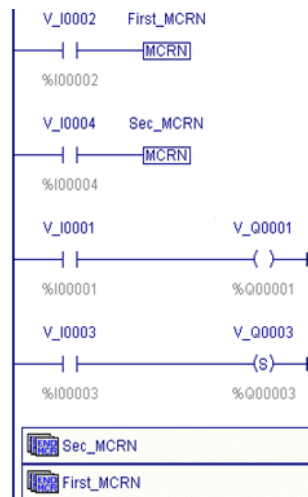 V_I0002 First_MCRN
MCRN
%I00002
V_I0004 Sec_MCRN
MCRN
%I00004
V_I0001 V_Q0001
%I00001 %Q00001
V_I0003 V_Q0003
S
%I00003 %Q00003
END MCR Sec_MCRN
END MCR First_MCRN